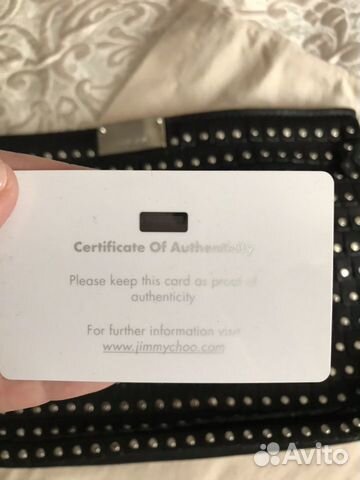 Certificate Of Authenticity
Please keep this card as proof of
authenticity
For further information visit
www.jimmychoo.com
Avito